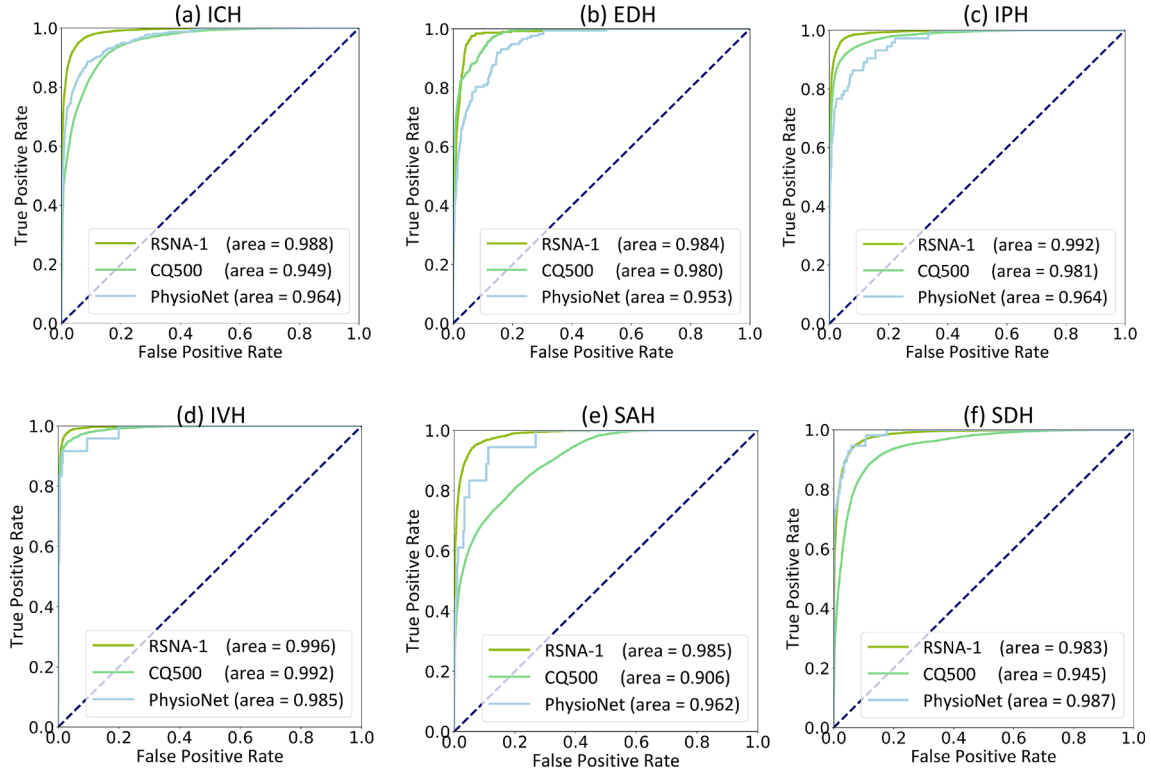 (a) ICH
True Positive Rate
1.0
0.8
0.6
0.4
0.2
0.0
RSNA-1 (area = 0.988)
CQ500 (area = 0.949)
PhysioNet (area = 0.964)
0.0 0.2 0.4 0.6 0.8 1.0
False Positive Rate
(b) EDH
True Positive Rate
1.0
0.8
0.6
0.4
0.2
0.0
RSNA-1 (area = 0.984)
CQ500 (area = 0.980)
PhysioNet (area = 0.953)
0.0 0.2 0.4 0.6 0.8 1.0
False Positive Rate
(c) IPH
True Positive Rate
1.0
0.8
0.6
0.4
0.2
0.0
RSNA-1 (area = 0.992)
CQ500 (area = 0.981)
PhysioNet (area = 0.964)
0.0 0.2 0.4 0.6 0.8 1.0
False Positive Rate
(d) IVH
True Positive Rate
1.0
0.8
0.6
0.4
0.2
0.0
RSNA-1 (area = 0.996)
CQ500 (area = 0.992)
PhysioNet (area = 0.985)
0.0 0.2 0.4 0.6 0.8 1.0
False Positive Rate
(e) SAH
True Positive Rate
1.0
0.8
0.6
0.4
0.2
0.0
RSNA-1 (area = 0.985)
CQ500 (area = 0.906)
PhysioNet (area = 0.962)
0.0 0.2 0.4 0.6 0.8 1.0
False Positive Rate
(f) SDH
True Positive Rate
1.0
0.8
0.6
0.4
0.2
0.0
RSNA-1 (area = 0.983)
CQ500 (area = 0.945)
PhysioNet (area = 0.987)
0.0 0.2 0.4 0.6 0.8 1.0
False Positive Rate